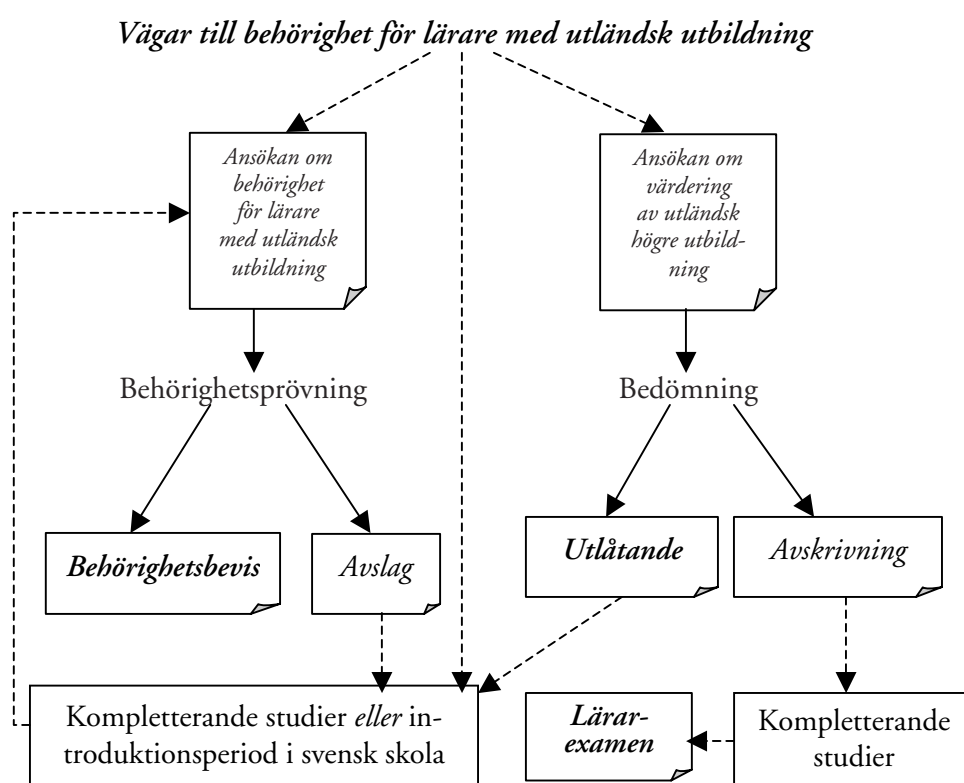 Vägar till behörighet för lärare med utländsk utbildning
Ansökan om
behörighet
för lärare
med utländsk
utbildning
Ansökan om
värdering
av utländsk
högre utbild-
ning
Behörighetsprövning
Bedömning
Behörighetsbevis
Avslag
Utlåtande
Avskrivning
Kompletterande studier eller in-
troduktionsperiod i svensk skola
Lärar-
examen
Kompletterande
studier